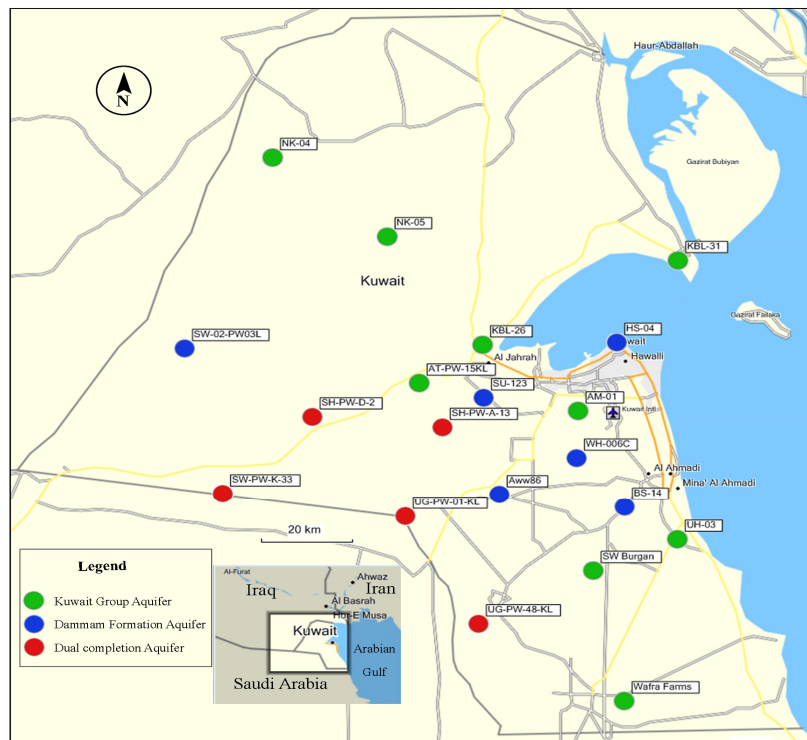 Haur-Abdallah
N
NK-04
Gazirat Bubiyan
NK-05
KBL-31
Kuwait
Gazirat Failaka
SW-02-PW03L
KBL-26
HS-04
wait
Al Jahrah
Hawalli
AT-PW-15KL
SU-123
SH-PW-D-2
AM-01
SH-PW-A-13
Kuwait Intl.
WH-006C
SW-PW-K-33
Aww86
Al Ahmadi
Mina' Al Ahmadi
BS-14
UG-PW-01-KL
20 km
UH-03
SW Burgan
Legend
Kuwait Group Aquifer
Dammam Formation Aquifer
Dual completion Aquifer
Al-Furat
Ahwaz
Iraq
Iran
Al Basrah
Hor-E Musa
Kuwait
Arabian
Gulf
Saudi Arabia
UG-PW-48-KL
Wafra Farms